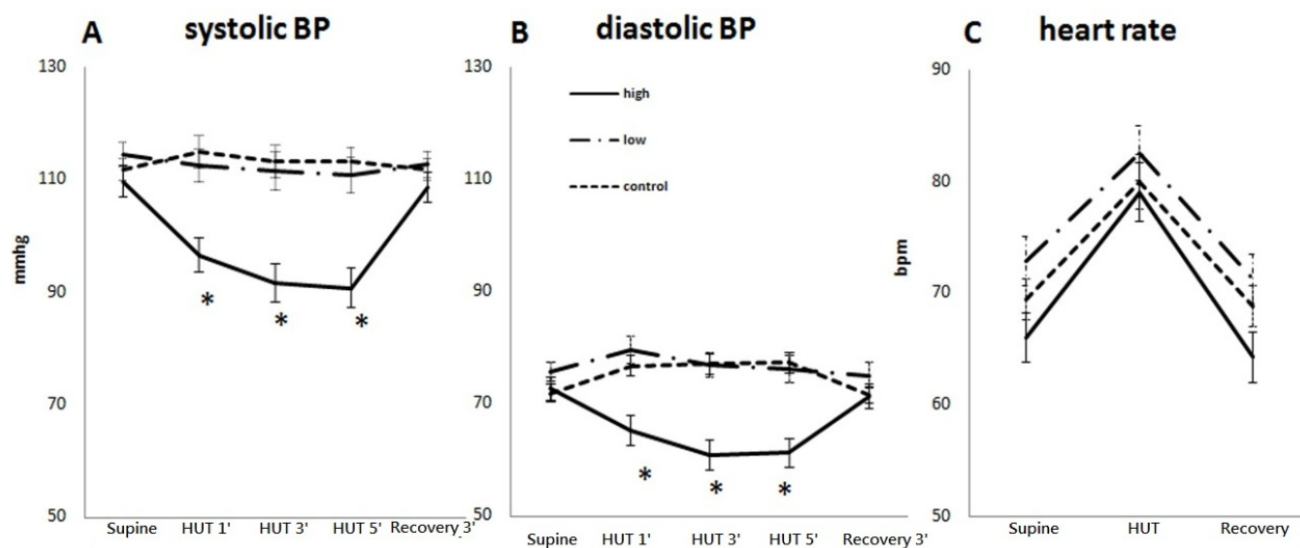 A systolic BP
130
110
90
70
50
mmhg
*
*
*
Supine
HUT 1'
HUT 3'
HUT 5'
Recovery 3'
B diastolic BP
130
110
90
70
50
high
low
control
*
*
*
Supine
HUT 1'
HUT 3'
HUT 5'
Recovery 3'
C heart rate
90
80
70
60
50
bpm
Supine
HUT
Recovery